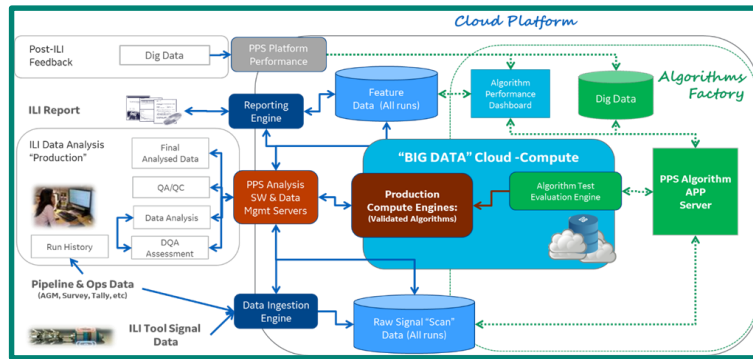 Cloud Platform
Post-ILI
Feedback
Dig Data
PPS Platform
Performance
Algorithms
Factory
Feature
Data (All runs)
Algorithm
Performance
Dashboard
Dig Data
ILI Report
Reporting
Engine
ILI Data Analysis
"Production"
Final
Analysed Data
QA/QC
Data Analysis
DQA
Assessment
Run History
PPS Analysis
SW & Data
Mgmt Servers
"BIG DATA" Cloud -Compute
Production
Compute Engines:
(Validated Algorithms)
Algorithm Test
Evaluation Engine
PPS Algorithm
APP
Server
Pipeline & Ops Data
(AGM, Survey, Tally, etc)
ILI Tool Signal
Data
Data Ingestion
Engine
Raw Signal "Scan"
Data (All runs)